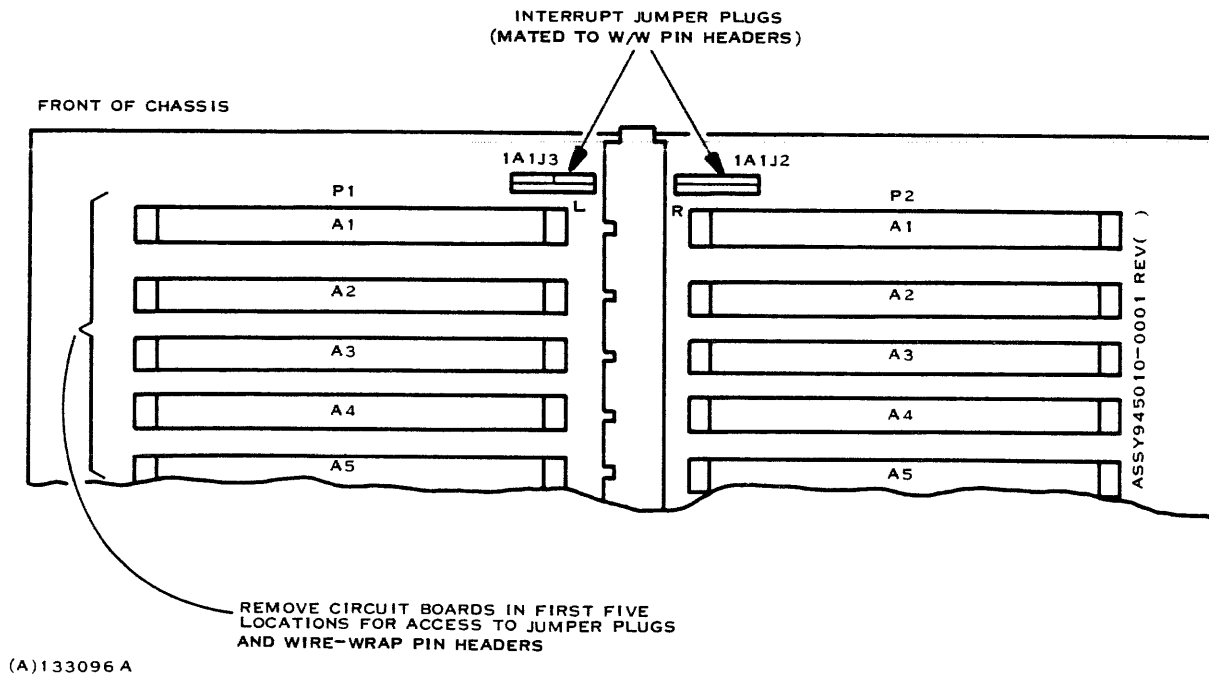 INTERRUPT JUMPER PLUGS
(MATED TO W/W PIN HEADERS)
FRONT OF CHASSIS
1A1J3
1A1J2
P1
L
R
P2
A1
A1
A2
A2
A3
A3
A4
A4
A5
A5
ASSY945010-0001 REV( )
REMOVE CIRCUIT BOARDS IN FIRST FIVE
LOCATIONS FOR ACCESS TO JUMPER PLUGS
AND WIRE-WRAP PIN HEADERS
(A)133096 A